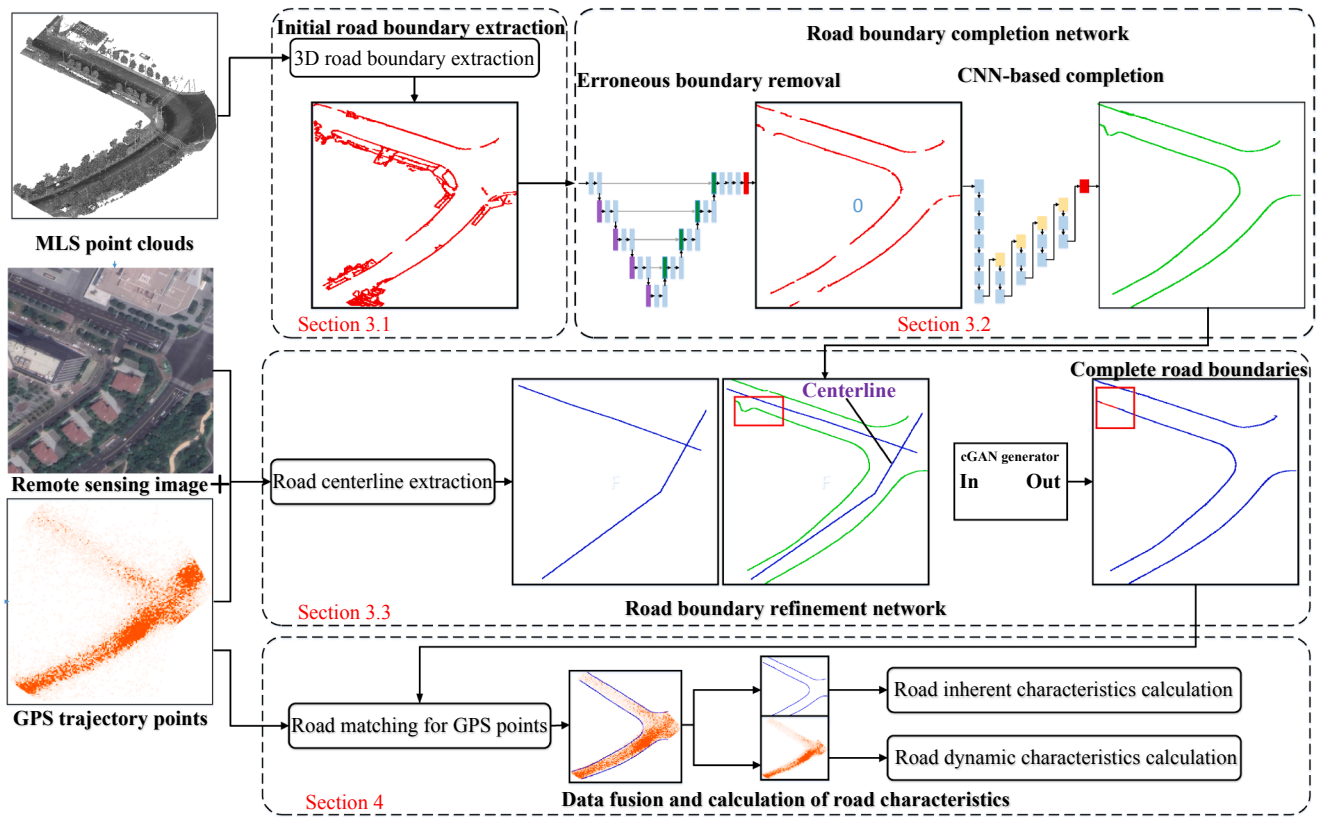 Initial road boundary extraction
3D road boundary extraction
Road boundary completion network
Erroneous boundary removal
CNN-based completion
0
MLS point clouds
Section 3.1
Section 3.2
Complete road boundaries
Centerline
Road centerline extraction
F
F
cGAN generator
In Out
Remote sensing image
+
Section 3.3
Road boundary refinement network
GPS trajectory points
Road matching for GPS points
Road inherent characteristics calculation
Road dynamic characteristics calculation
Section 4
Data fusion and calculation of road characteristics